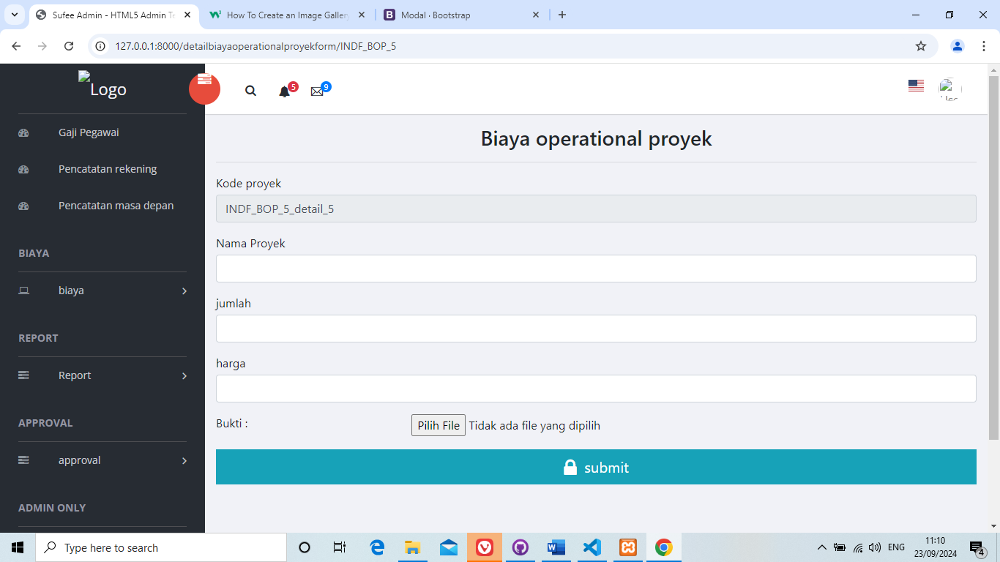 Sufee Admin - HTML5 Admin Te
How To Create an Image Gallery
B Modal · Bootstrap
127.0.0.1:8000/detailbiayaoperationalproyekform/INDF_BOP_5
Logo
5
9
Gaji Pegawai
Pencatatan rekening
Pencatatan masa depan
BIAYA
biaya
REPORT
Report
APPROVAL
approval
ADMIN ONLY
Biaya operational proyek
Kode proyek
INDF_BOP_5_detail_5
Nama Proyek
jumlah
harga
Bukti :
Pilih File Tidak ada file yang dipilih
submit
Type here to search
ENG
11:10
23/09/2024
4